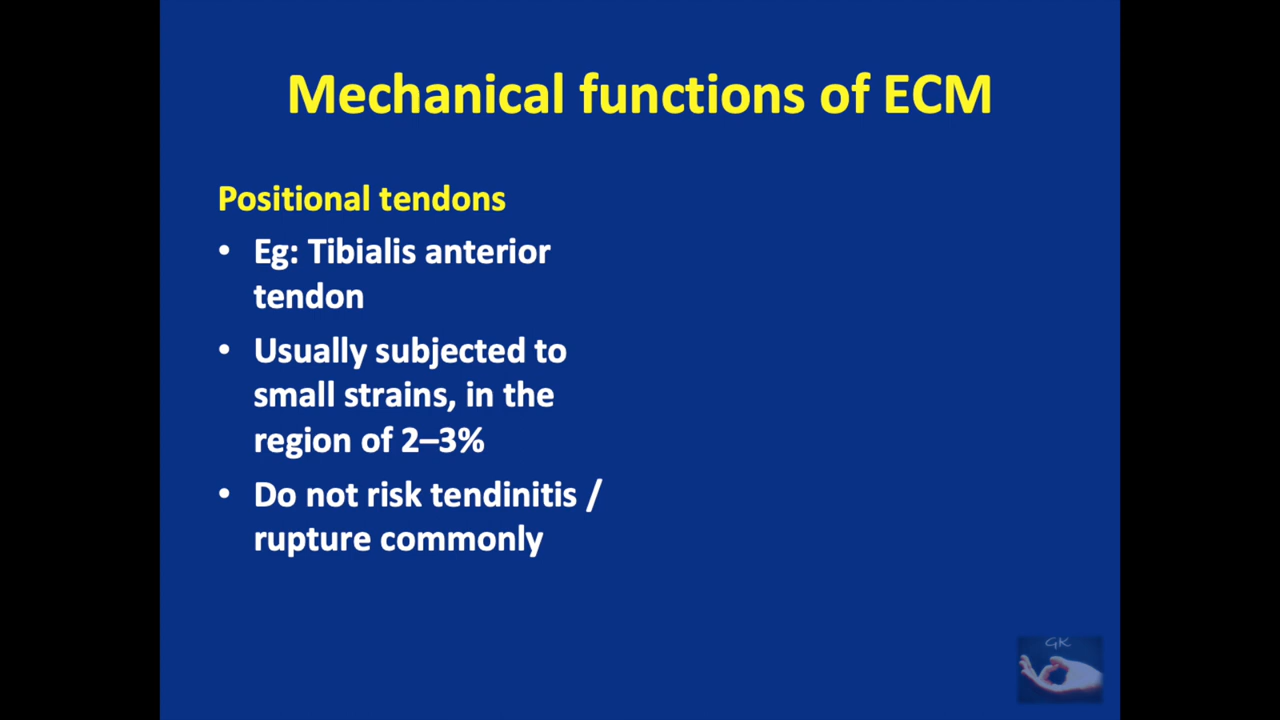 Mechanical functions of ECM
Positional tendons
• Eg: Tibialis anterior
tendon
• Usually subjected to
small strains, in the
region of 2–3%
• Do not risk tendinitis /
rupture commonly
GK